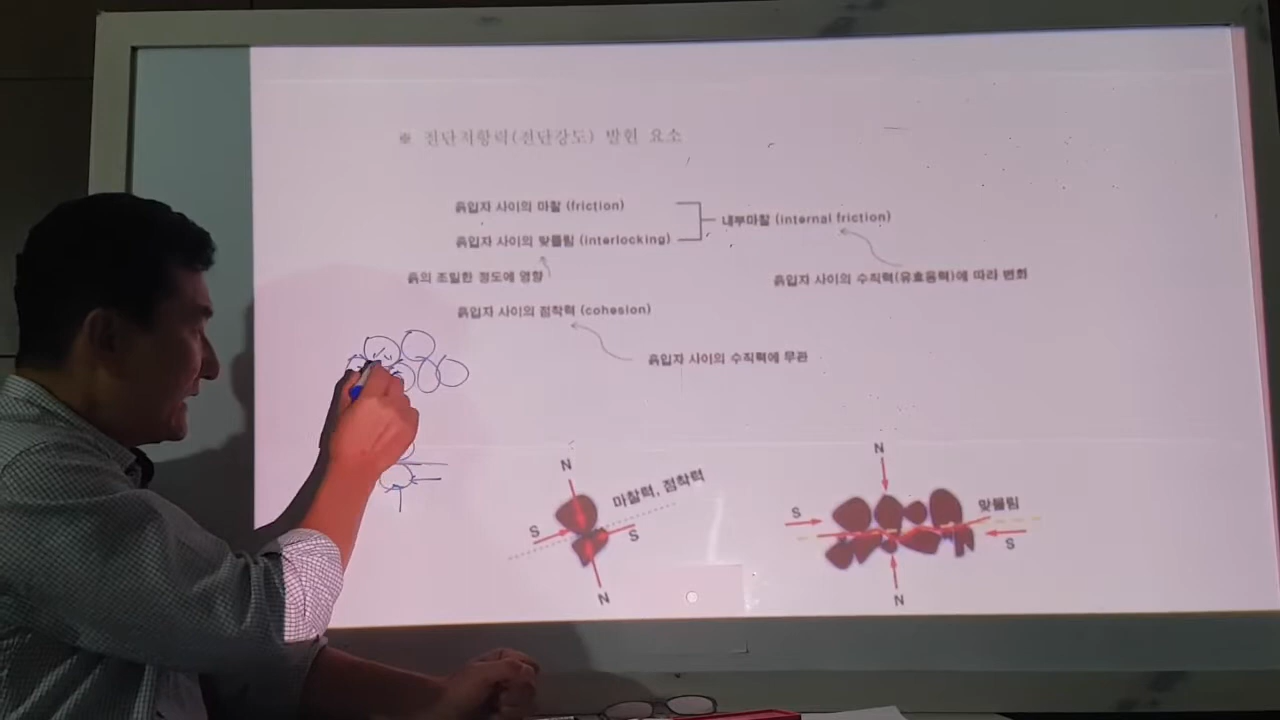 ※ 전단저항력(전단강도) 발현 요소
흙입자 사이의 마찰 (friction)
내부마찰 (internal friction)
흙입자 사이의 맞물림 (interlocking)
흙의 조밀한 정도에 영향
흙입자 사이의 수직력(유효응력)에 따라 변화
흙입자 사이의 점착력 (cohesion)
흙입자 사이의 수직력에 무관
N
마찰력, 점착력
S
S
N
N
맞물림
S
S
N